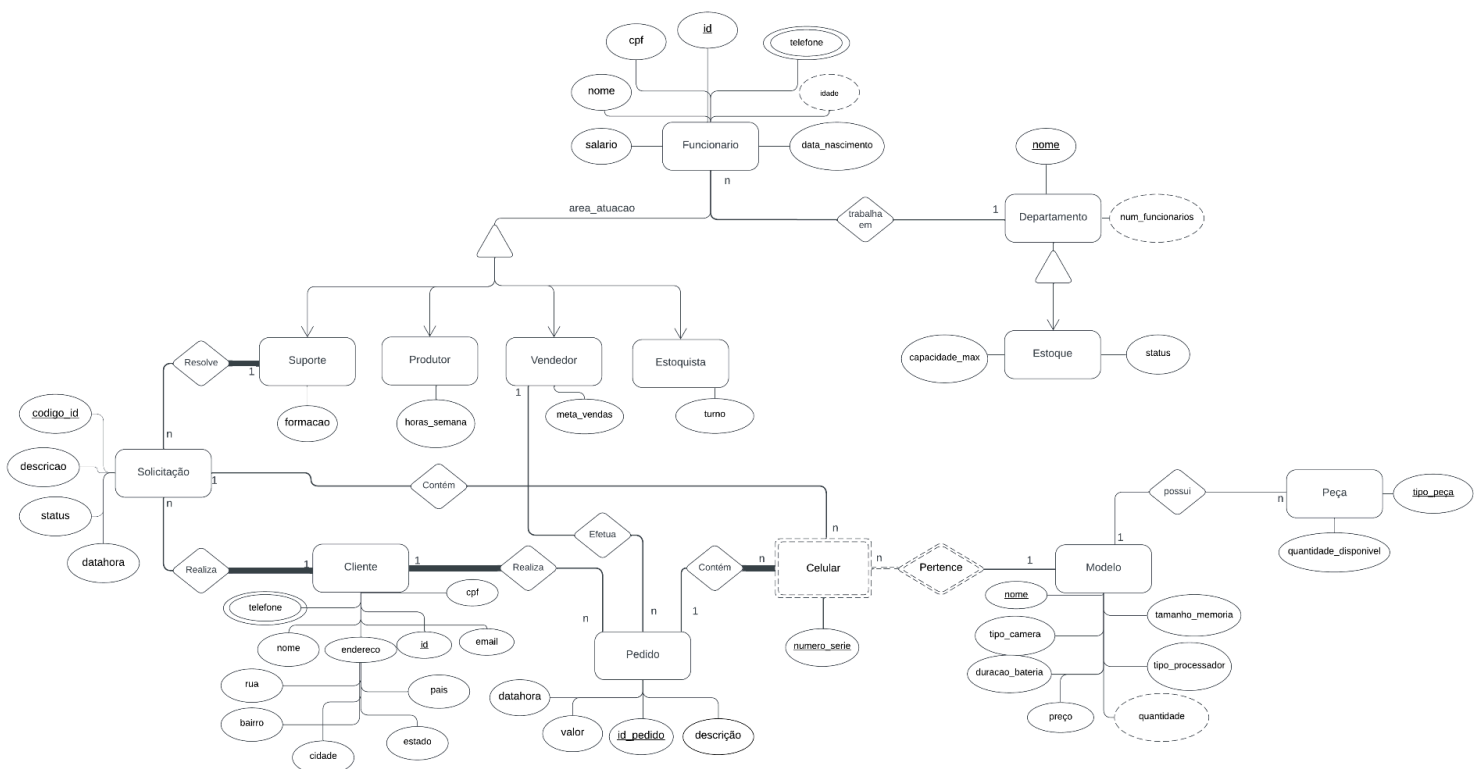 id
cpf
telefone
nome
idade
salario
Funcionario
data_nascimento
nome
n
area_atuacao
trabalha
em
1
Departamento
num_funcionarios
Resolve
1
Suporte
Produtor
Vendedor
Estoquista
capacidade_max
Estoque
status
1
formacao
horas_semana
meta_vendas
turno
codigo_id
n
descricao
Solicitação
1
Contém
possui
n
Peça
tipo_peça
n
status
datahora
Efetua
n
quantidade_disponivel
1
Realiza
1
Cliente
1
Realiza
Contém
n
Celular
n
Pertence
1
Modelo
cpf
telefone
nome
endereco
id
email
n
n
1
numero_serie
nome
tamanho_memoria
tipo_camera
Pedido
rua
pais
duracao_bateria
tipo_processador
datahora
bairro
cidade
estado
valor
id_pedido
descrição
preço
quantidade